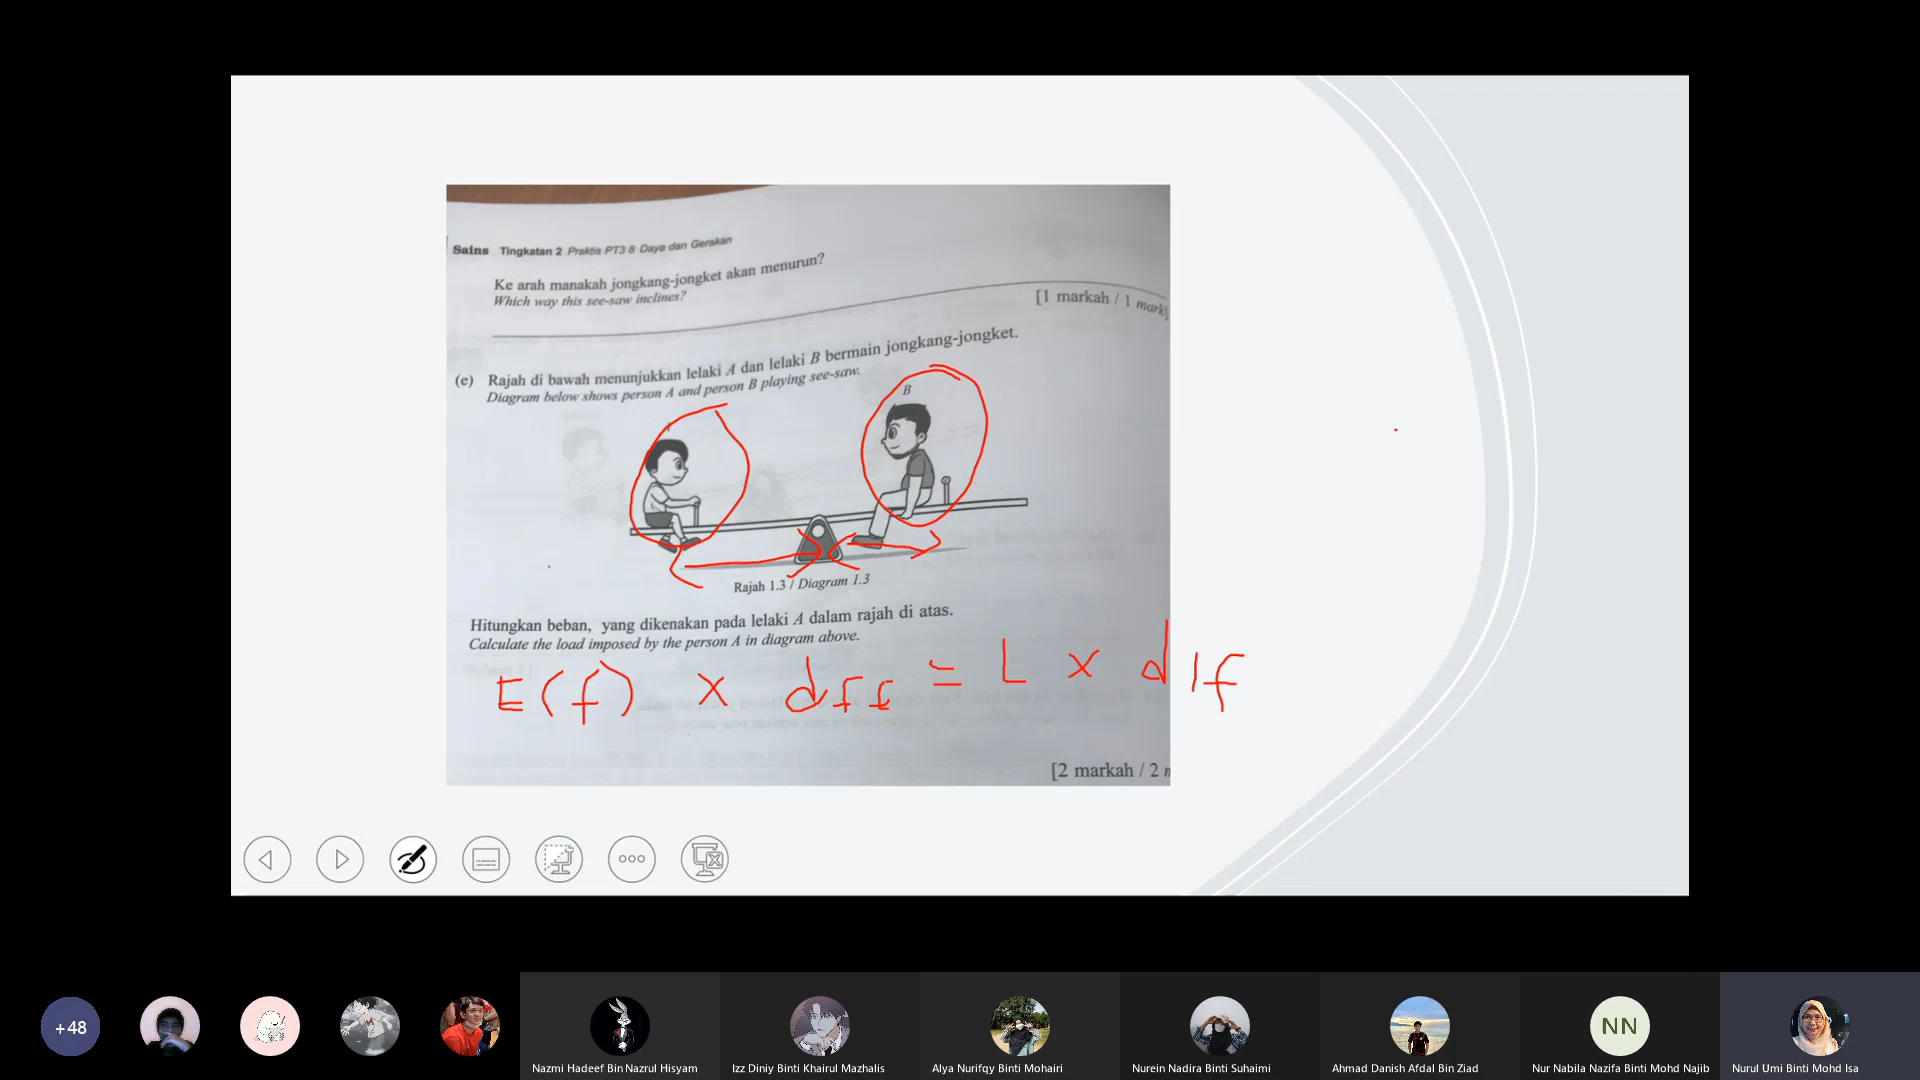 Sains Tingkatan 2 Praktis PT3 8 Daya dan Gerakan
Ke arah manakah jongkang-jongket akan menurun?
Which way this see-saw inclines?
[1 markah / 1 mark]
(e) Rajah di bawah menunjukkan lelaki A dan lelaki B bermain jongkang-jongket.
Diagram below shows person A and person B playing see-saw.
B
Rajah 1.3 / Diagram 1.3
Hitungkan beban, yang dikenakan pada lelaki A dalam rajah di atas.
Calculate the load imposed by the person A in diagram above.
E(f) x dfE = L x dlf
[2 markah / 2
+48
Nazmi Hadeef Bin Nazrul Hisyam
Izz Diniy Binti Khairul Mazhalis
Alya Nurifqy Binti Mohairi
Nurein Nadira Binti Suhaimi
Ahmad Danish Afdal Bin Ziad
NN
Nur Nabila Nazifa Binti Mohd Najib
Nurul Umi Binti Mohd Isa